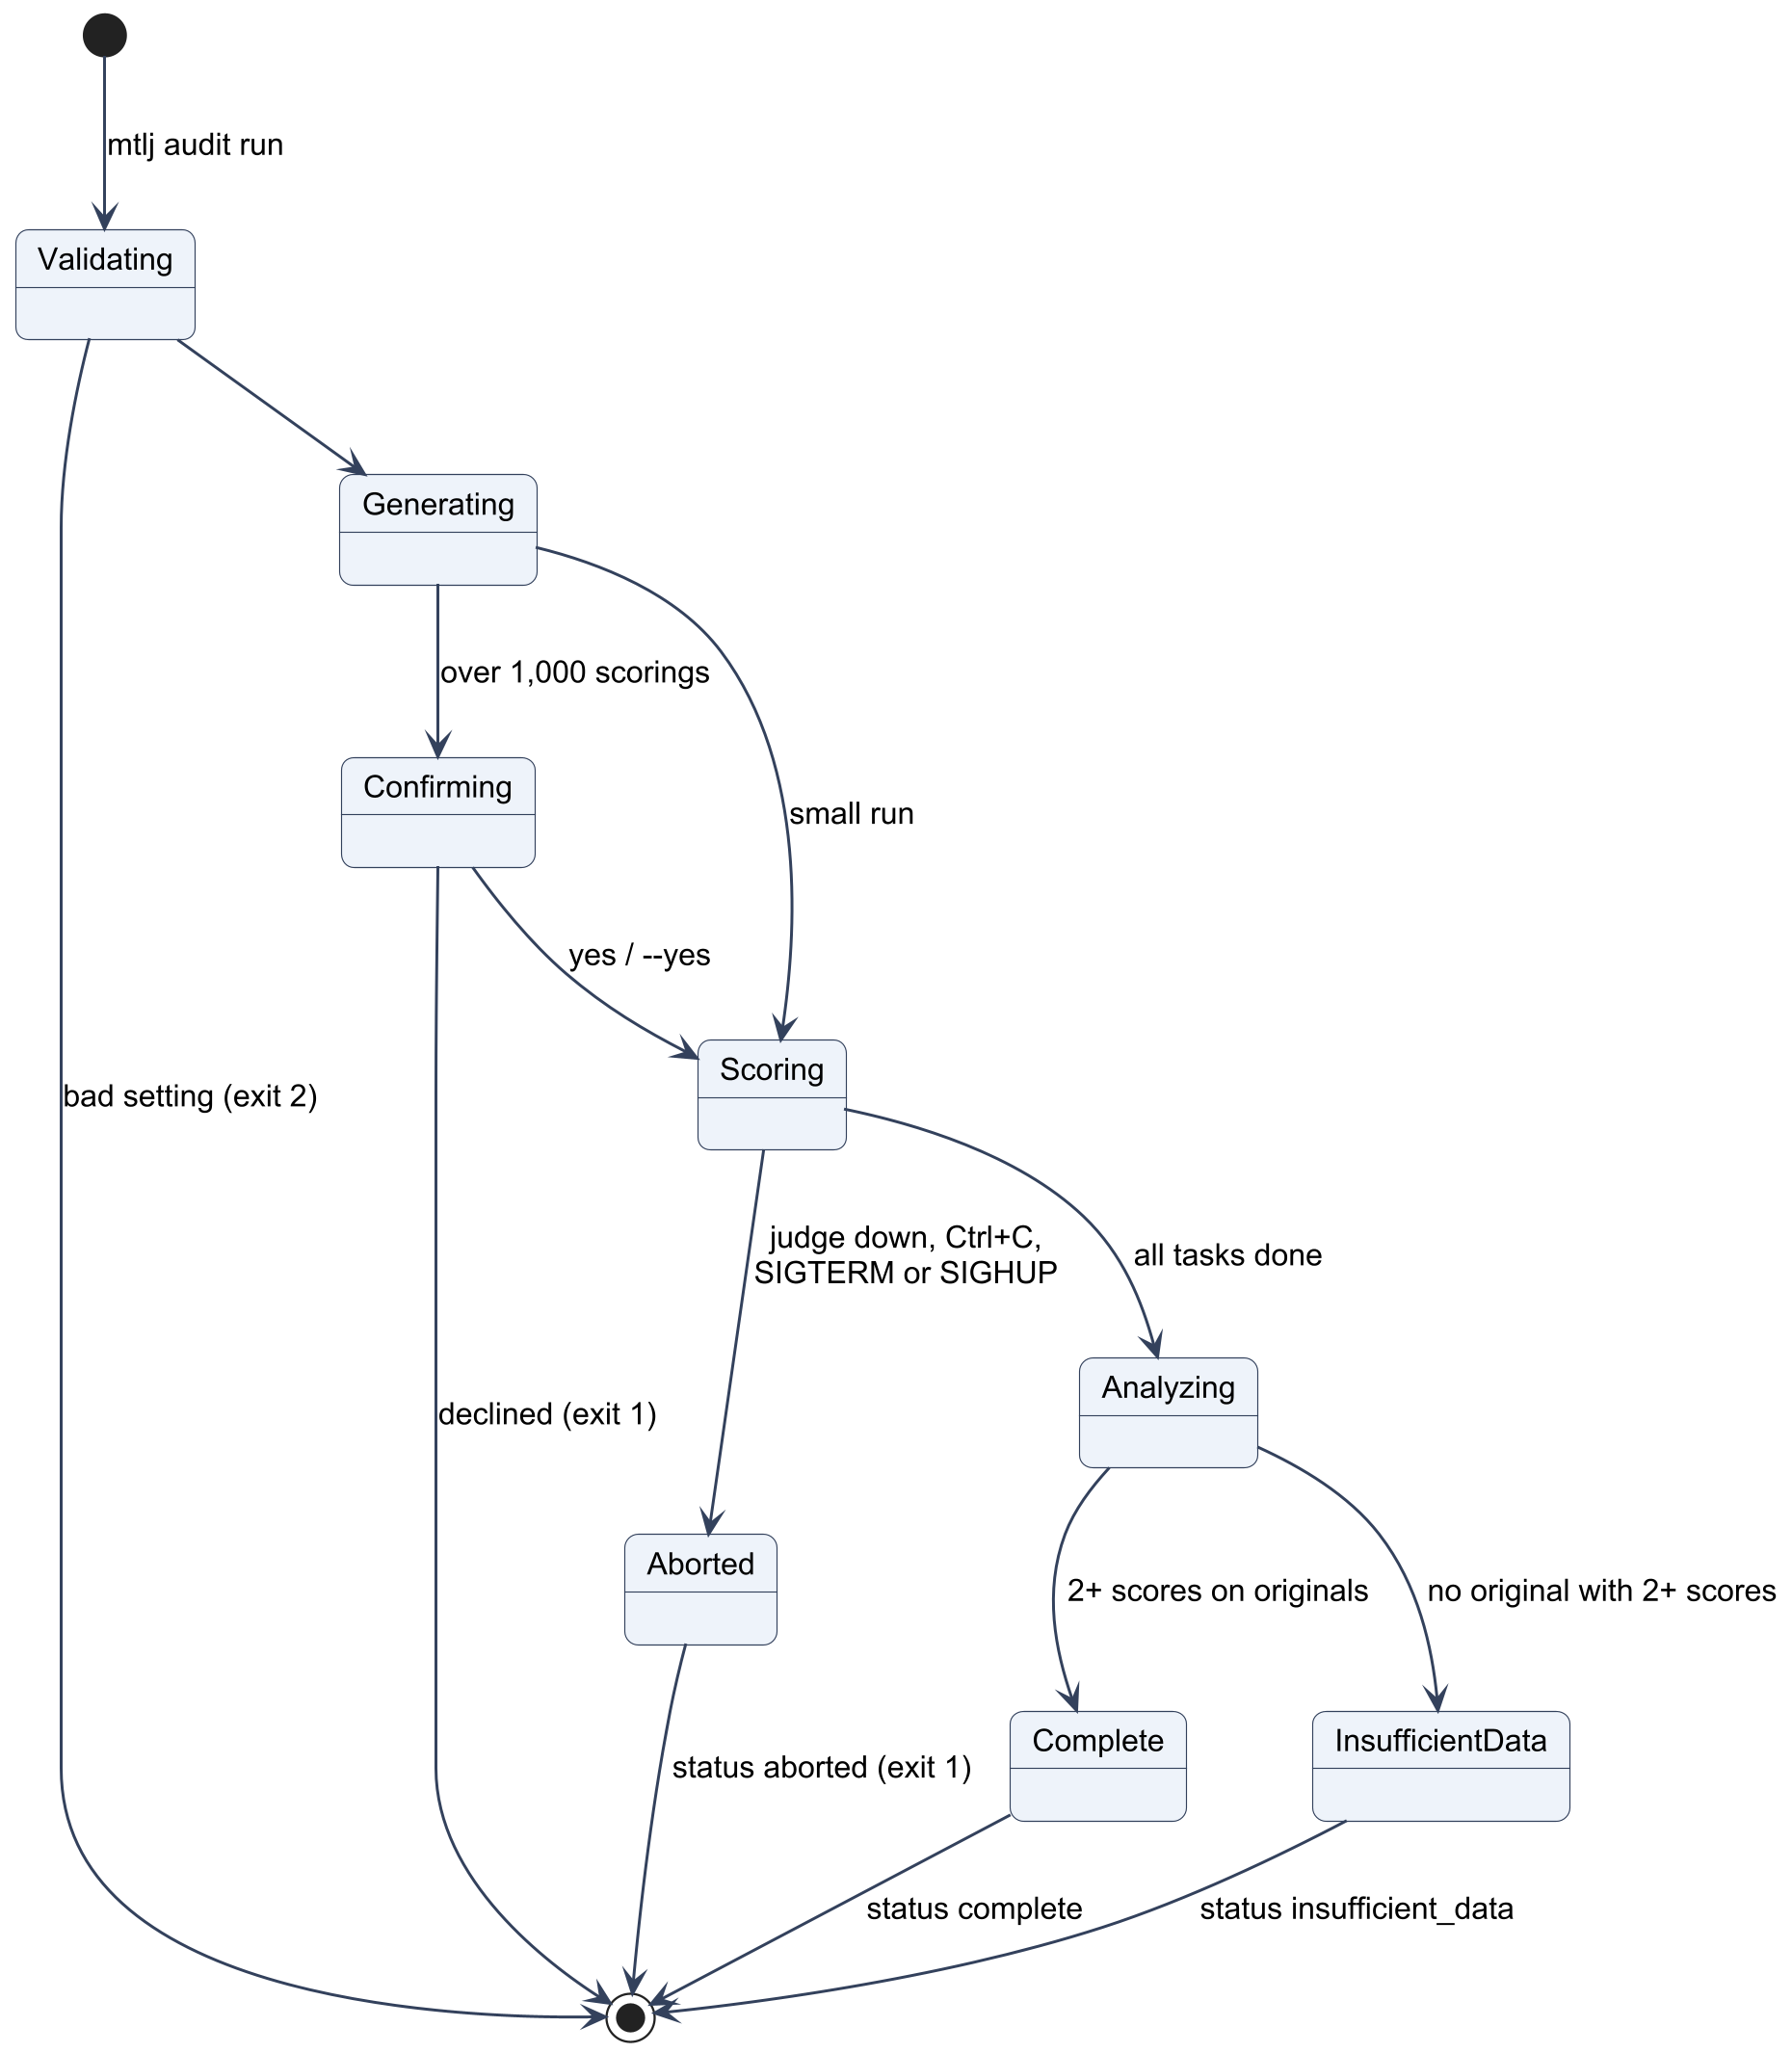 mtlj audit run
Validating
Generating
over 1,000 scorings
Confirming
small run
yes / --yes
Scoring
bad setting (exit 2)
judge down, Ctrl+C,
SIGTERM or SIGHUP
all tasks done
Analyzing
declined (exit 1)
Aborted
2+ scores on originals
no original with 2+ scores
Complete
InsufficientData
status aborted (exit 1)
status complete
status insufficient_data